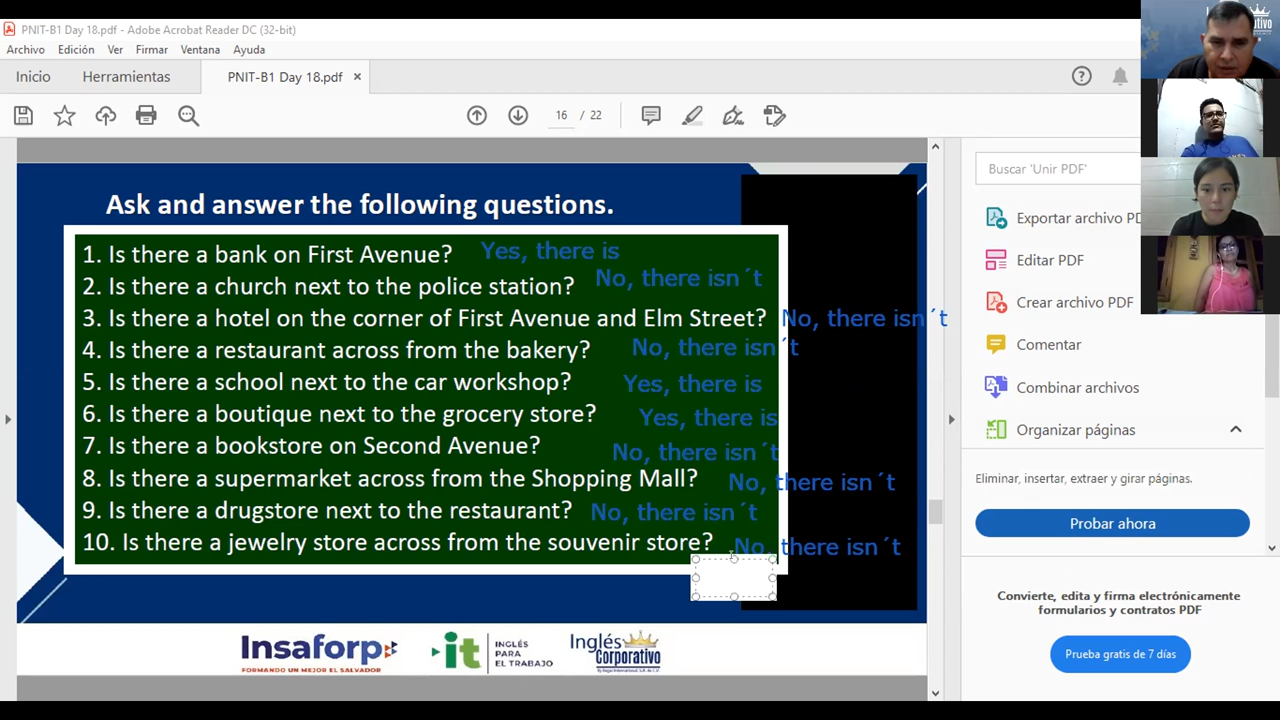 PNIT-B1 Day 18.pdf - Adobe Acrobat Reader DC (32-bit)
Archivo Edición Ver Firmar Ventana Ayuda
Inicio Herramientas PNIT-B1 Day 18.pdf ×
16 / 22
Ask and answer the following questions.
1. Is there a bank on First Avenue? Yes, there is
2. Is there a church next to the police station? No, there isn´t
3. Is there a hotel on the corner of First Avenue and Elm Street? No, there isn´t
4. Is there a restaurant across from the bakery? No, there isn´t
5. Is there a school next to the car workshop? Yes, there is
6. Is there a boutique next to the grocery store? Yes, there is
7. Is there a bookstore on Second Avenue? No, there isn´t
8. Is there a supermarket across from the Shopping Mall? No, there isn´t
9. Is there a drugstore next to the restaurant? No, there isn´t
10. Is there a jewelry store across from the souvenir store? No, there isn´t
Insaforp
FORMANDO UN MEJOR EL SALVADOR
it
INGLÉS
PARA
EL TRABAJO
Inglés
Corporativo
Buscar 'Unir PDF'
Exportar archivo PD
Editar PDF
Crear archivo PDF
Comentar
Combinar archivos
Organizar páginas
Eliminar, insertar, extraer y girar páginas.
Probar ahora
Convierte, edita y firma electrónicamente
formularios y contratos PDF
Prueba gratis de 7 días